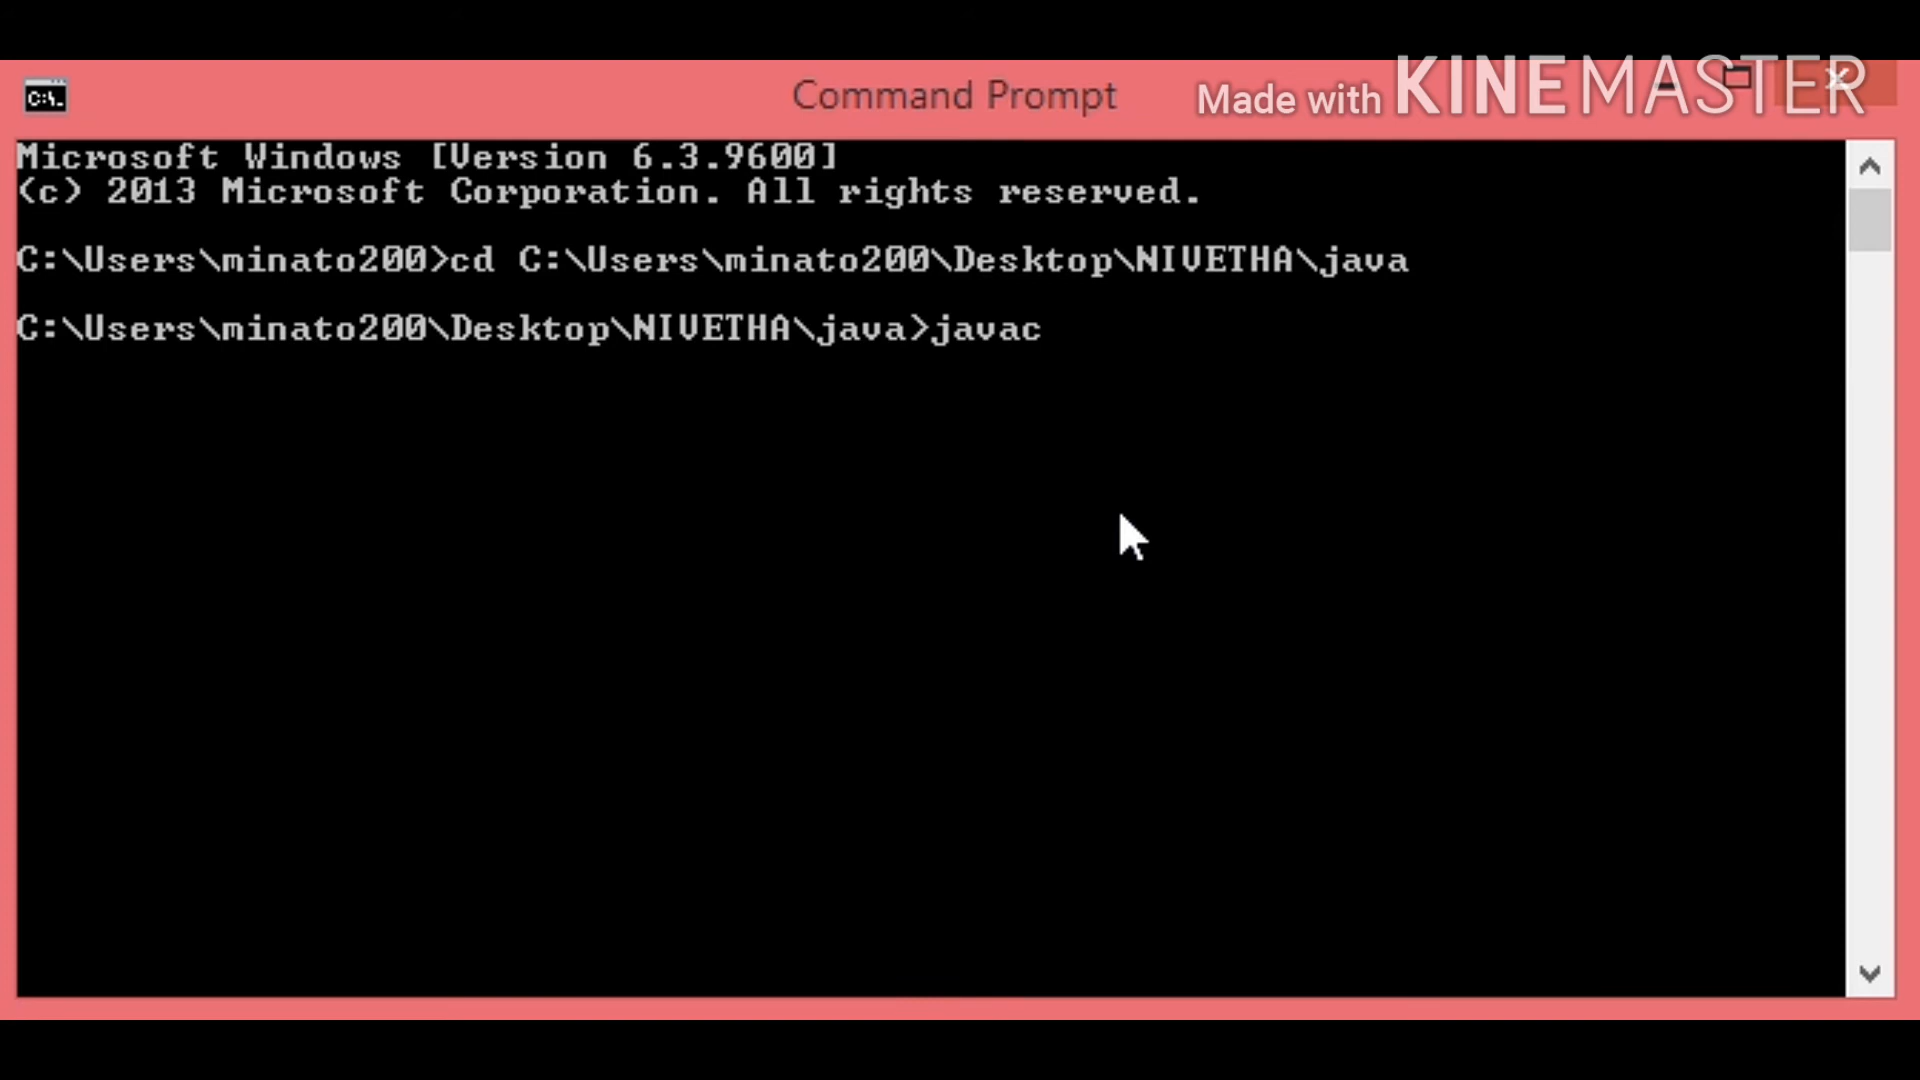 Command Prompt
Made with KINEMASTER
C:\.
Microsoft Windows [Version 6.3.9600]
(c) 2013 Microsoft Corporation. All rights reserved.
C:\Users\minato200>cd C:\Users\minato200\Desktop\NIVETHA\java
C:\Users\minato200\Desktop\NIVETHA\java>javac